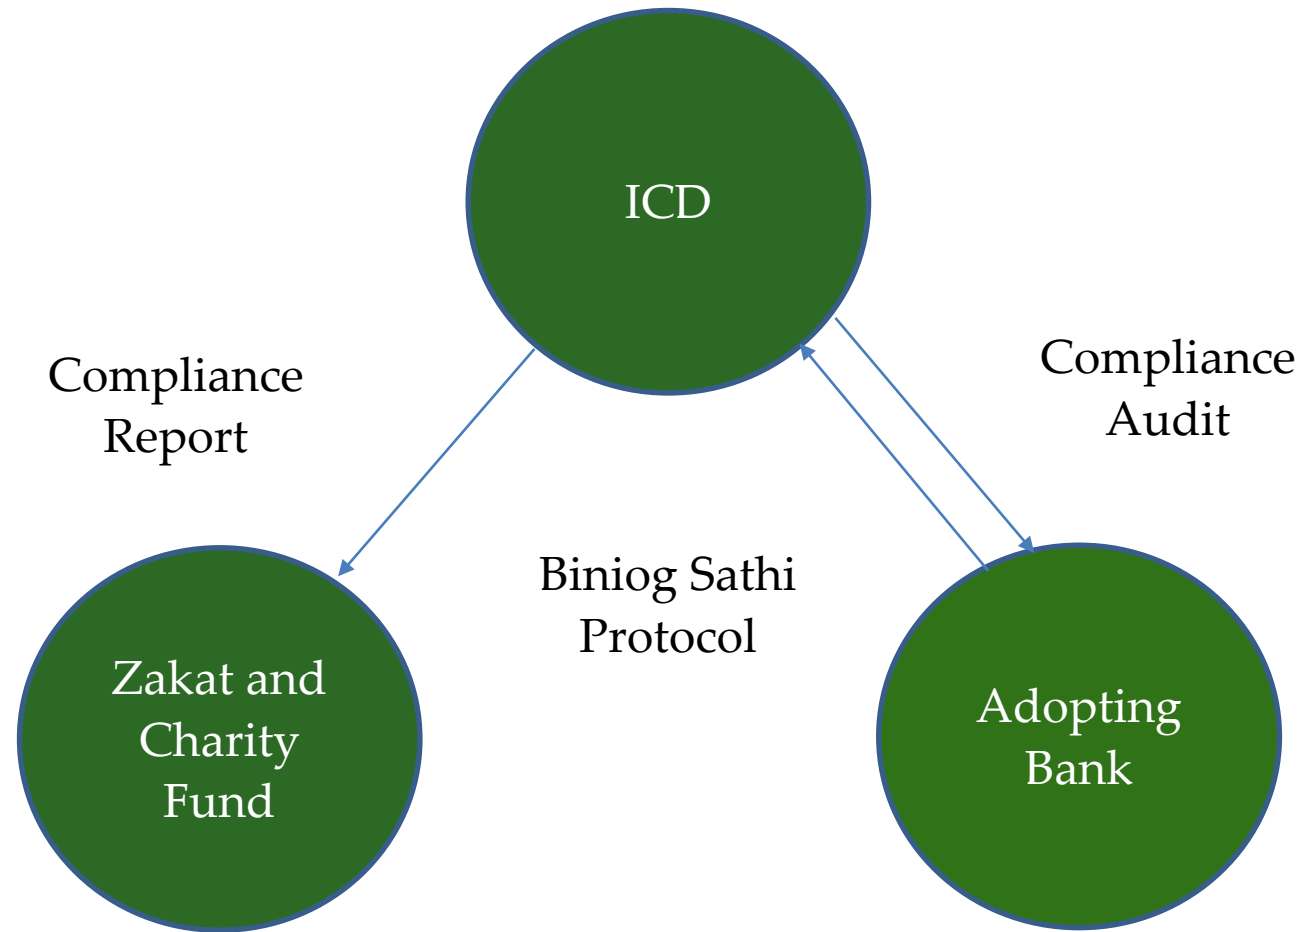 ICD
Compliance
Report
Compliance
Audit
Biniog Sathi
Protocol
Zakat and
Charity
Fund
Adopting
Bank